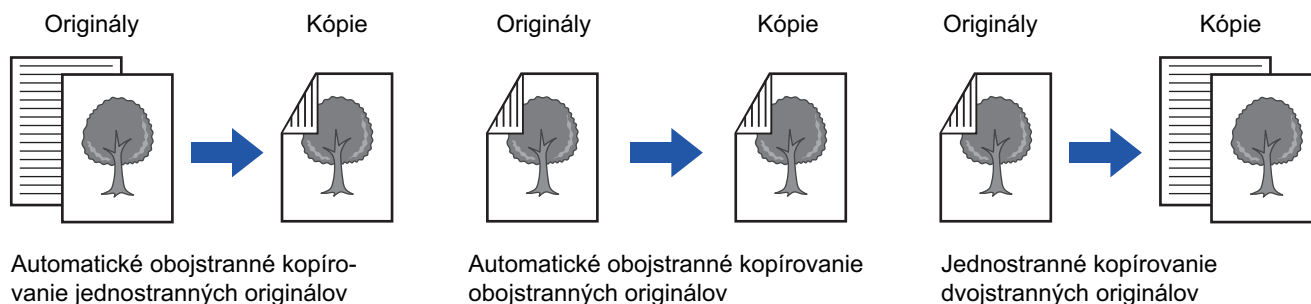 Originály
Kópie
Originály
Kópie
Originály
Kópie
Automatické obojstranné kopíro-
vanie jednostranných originálov
Automatické obojstranné kopírovanie
obojstranných originálov
Jednostranné kopírovanie
dvojstranných originálov